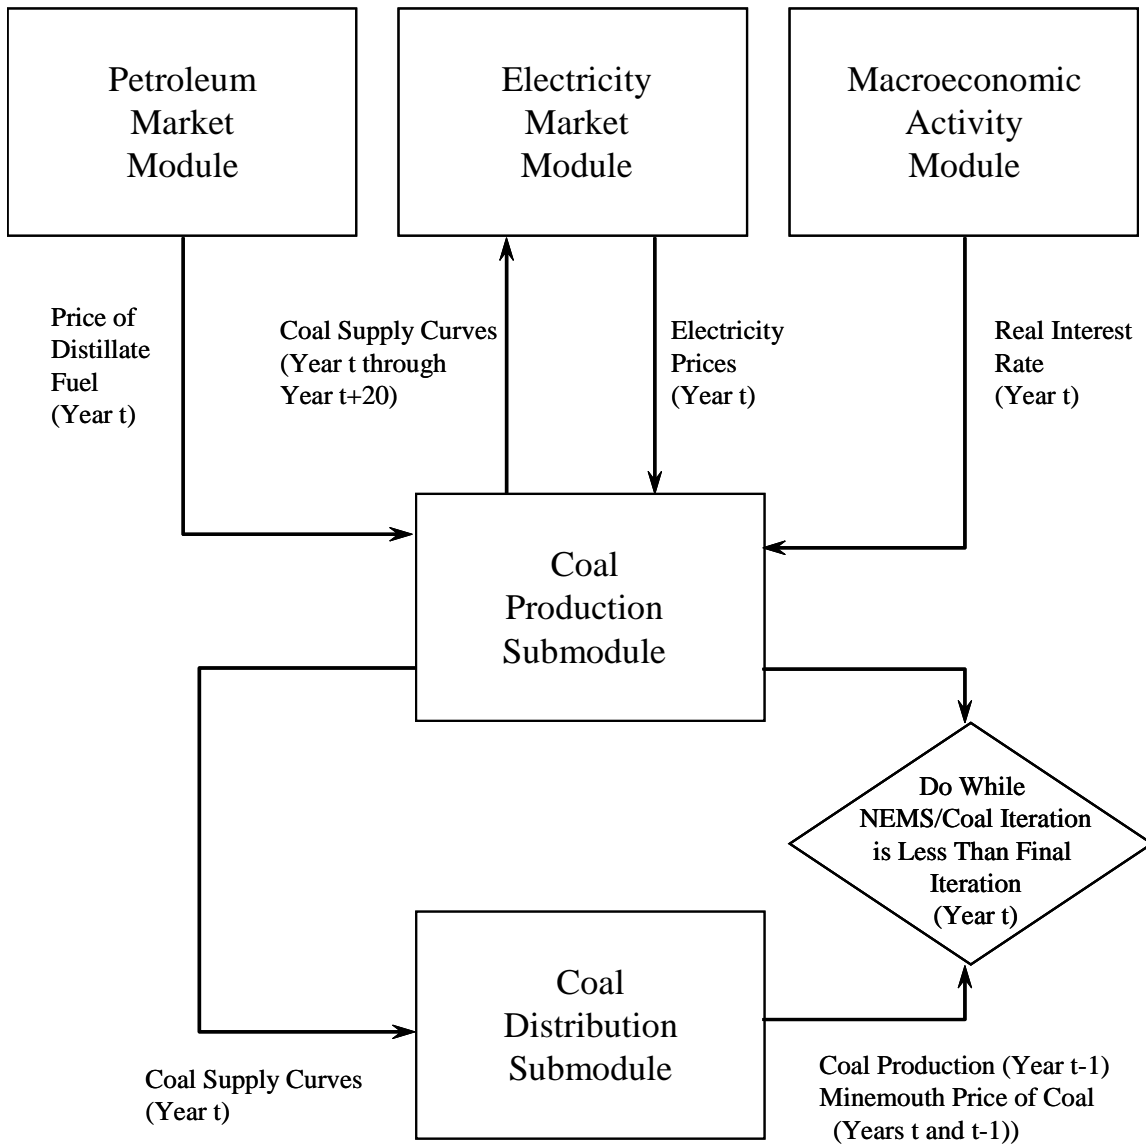 Petroleum
Market
Module
Electricity
Market
Module
Macroeconomic
Activity
Module
Price of
Distillate
Fuel
(Year t)
Coal Supply Curves
(Year t through
Year t+20)
Electricity
Prices
(Year t)
Real Interest
Rate
(Year t)
Coal
Production
Submodule
Do While
NEMS/Coal Iteration
is Less Than Final
Iteration
(Year t)
Coal
Distribution
Submodule
Coal Supply Curves
(Year t)
Coal Production (Year t-1)
Minemouth Price of Coal
(Years t and t-1))